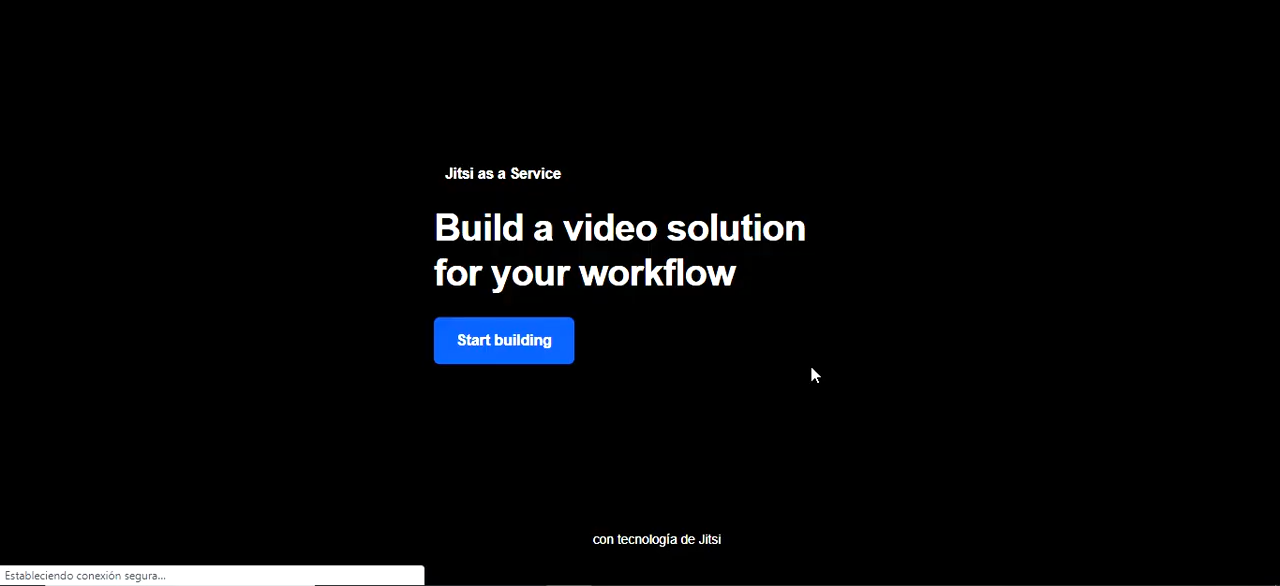 Jitsi as a Service
Build a video solution
for your workflow
Start building
con tecnología de Jitsi
Estableciendo conexión segura...